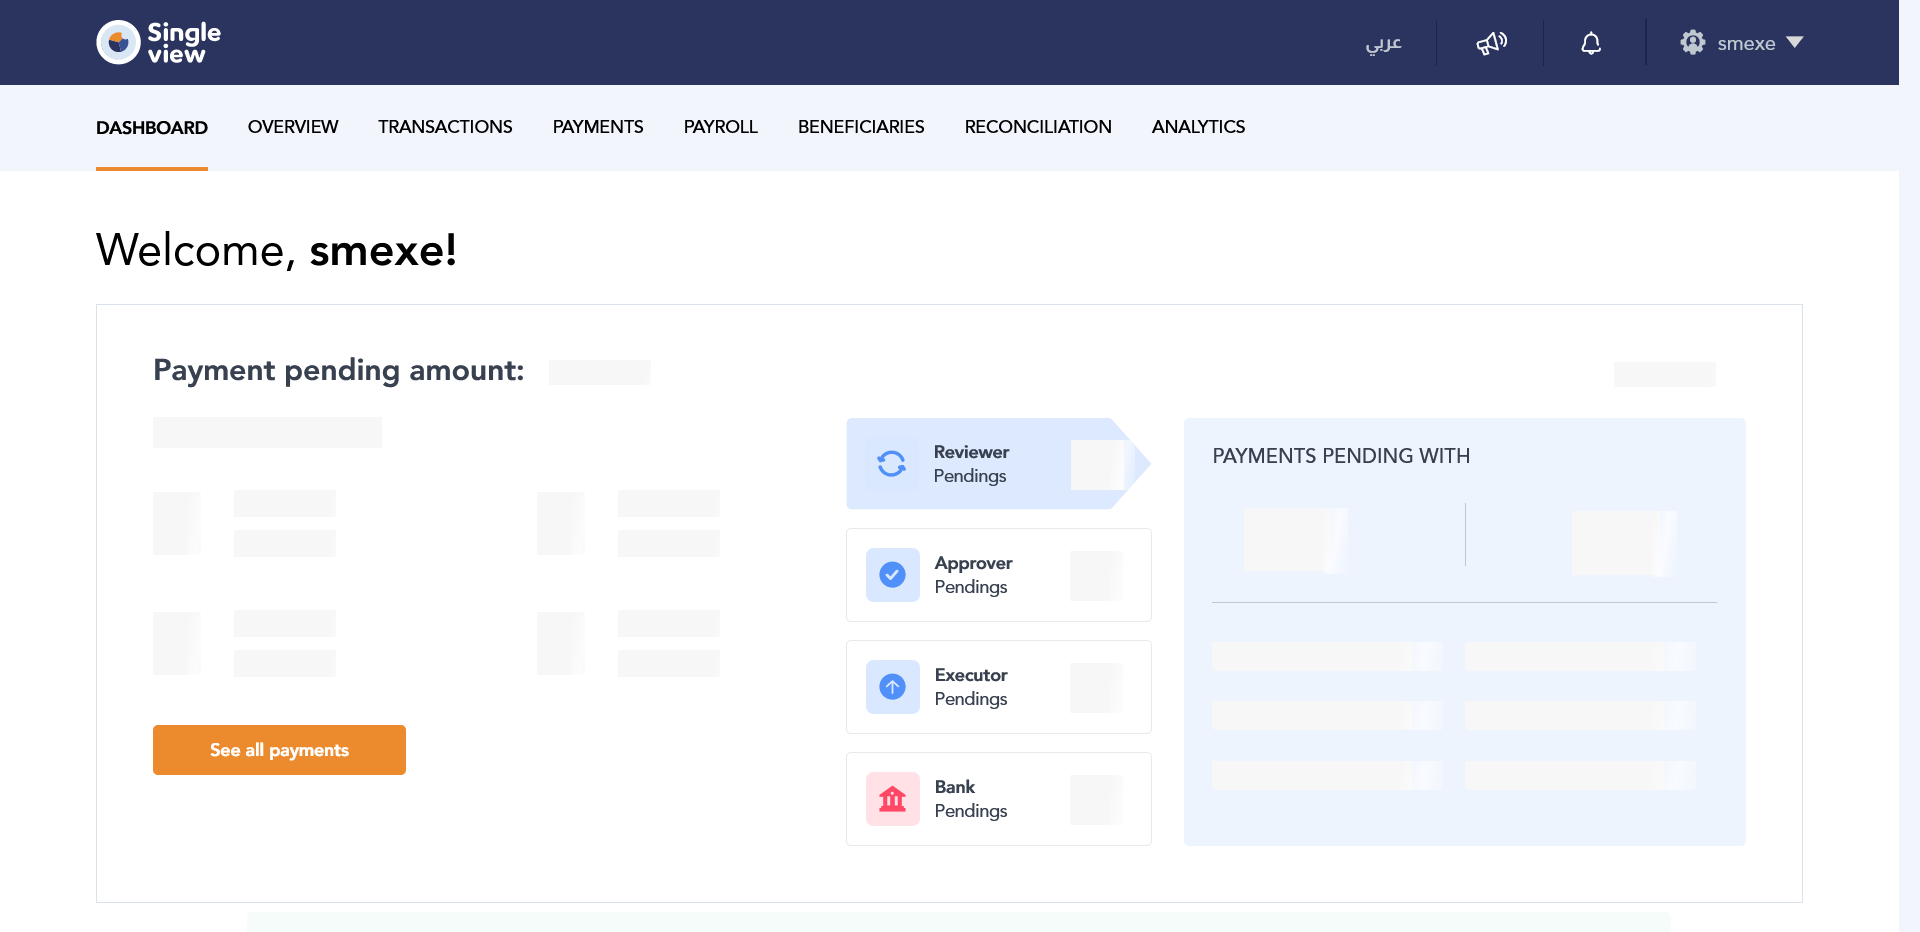 Single
view
عربي
smexe
DASHBOARD
OVERVIEW
TRANSACTIONS
PAYMENTS
PAYROLL
BENEFICIARIES
RECONCILIATION
ANALYTICS
Welcome, smexe!
Payment pending amount:
See all payments
Reviewer
Pendings
Approver
Pendings
Executor
Pendings
Bank
Pendings
PAYMENTS PENDING WITH